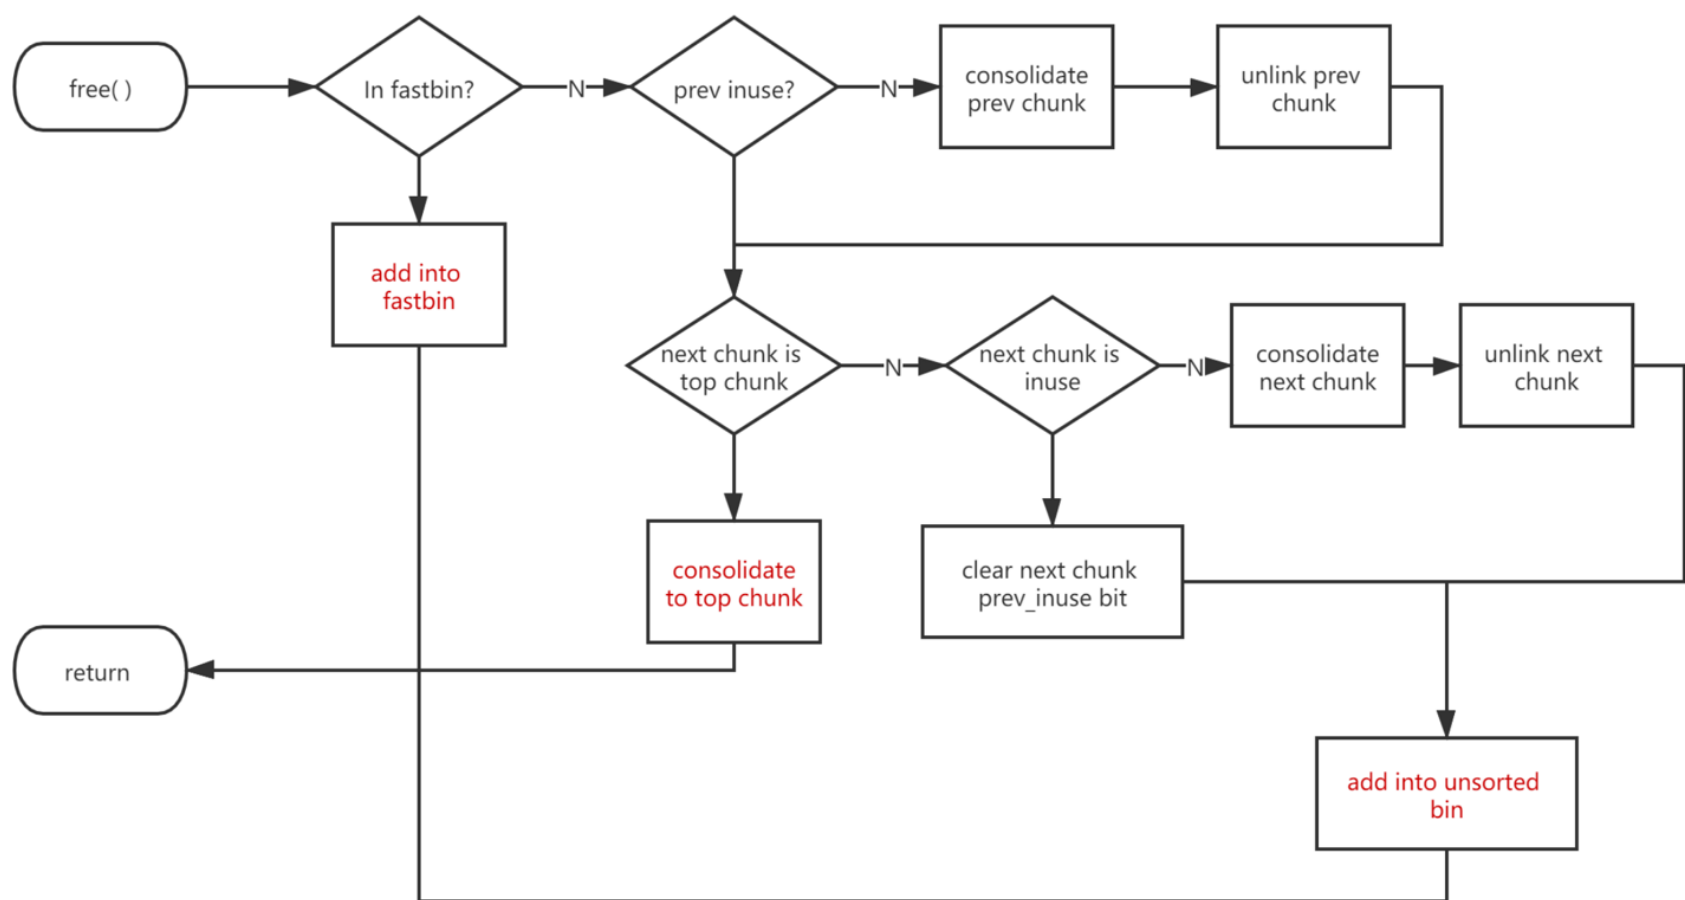 free( )
In fastbin?
N
prev inuse?
N
consolidate
prev chunk
unlink prev
chunk
add into
fastbin
next chunk is
top chunk
N
next chunk is
inuse
N
consolidate
next chunk
unlink next
chunk
consolidate
to top chunk
clear next chunk
prev_inuse bit
return
add into unsorted
bin